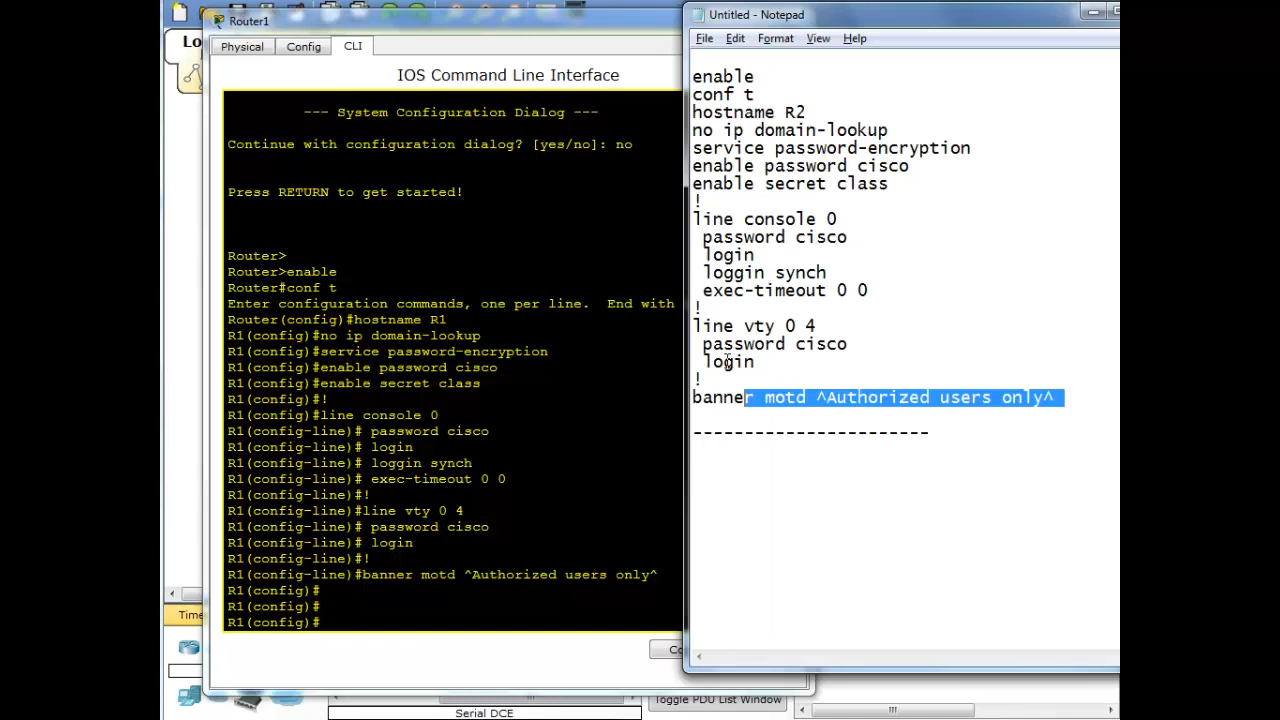 Lo
Router1
Physical
Config
CLI
IOS Command Line Interface
--- System Configuration Dialog ---
Continue with configuration dialog? [yes/no]: no
Press RETURN to get started!
Router>
Router>enable
Router#conf t
Enter configuration commands, one per line.  End with
Router(config)#hostname R1
R1(config)#no ip domain-lookup
R1(config)#service password-encryption
R1(config)#enable password cisco
R1(config)#enable secret class
R1(config)#!
R1(config)#line console 0
R1(config-line)# password cisco
R1(config-line)# login
R1(config-line)# loggin synch
R1(config-line)# exec-timeout 0 0
R1(config-line)#!
R1(config-line)#line vty 0 4
R1(config-line)# password cisco
R1(config-line)# login
R1(config-line)#!
R1(config-line)#banner motd ^Authorized users only^
R1(config)#
R1(config)#
R1(config)#
Co
Time
Toggle PDU List Window
Serial DCE
Untitled - Notepad
File Edit Format View Help
enable
conf t
hostname R2
no ip domain-lookup
service password-encryption
enable password cisco
enable secret class
!
line console 0
 password cisco
 login
 loggin synch
 exec-timeout 0 0
!
line vty 0 4
 password cisco
 login
!
banner motd ^Authorized users only^
-----------------------